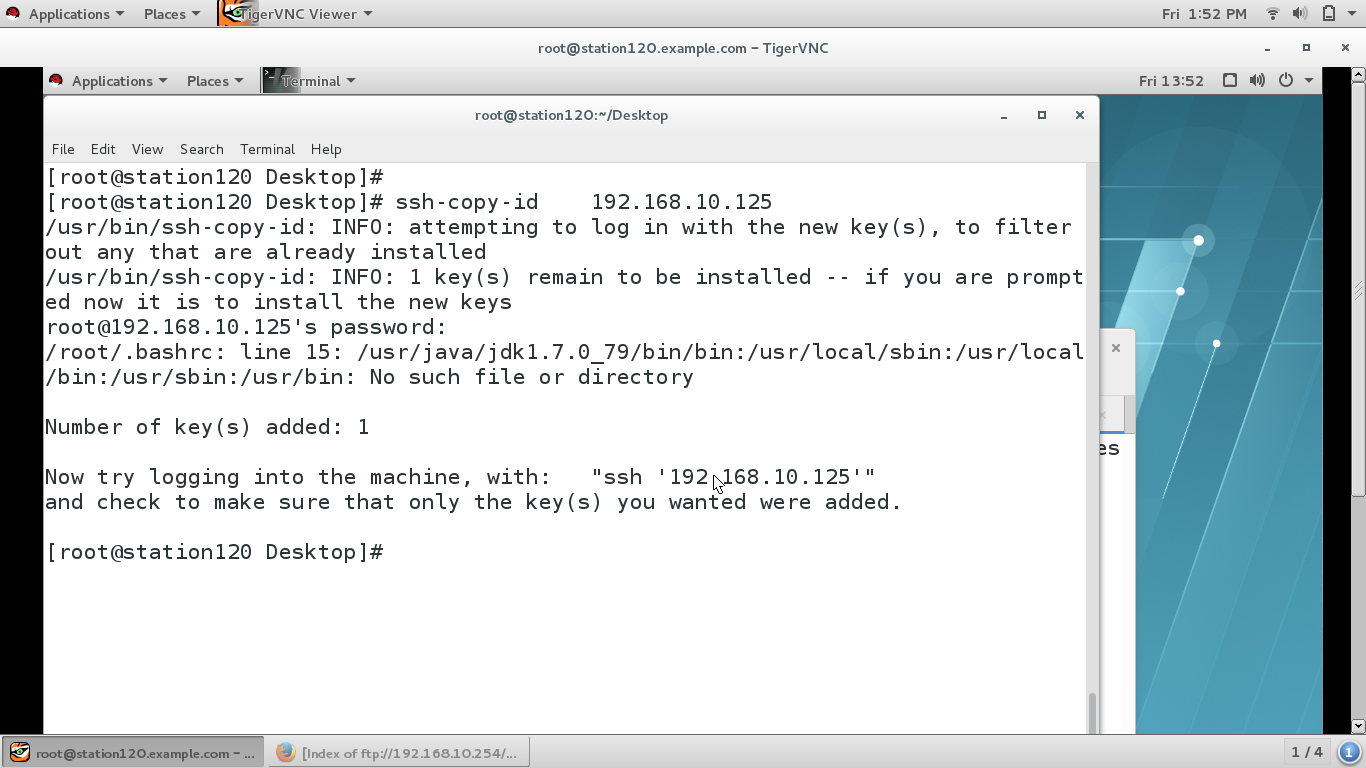 Applications Places TigerVNC Viewer Fri 1:52 PM
root@station120.example.com - TigerVNC
Applications Places Terminal Fri 13:52
root@station120:~/Desktop
File Edit View Search Terminal Help
[root@station120 Desktop]#
[root@station120 Desktop]# ssh-copy-id    192.168.10.125
/usr/bin/ssh-copy-id: INFO: attempting to log in with the new key(s), to filter
out any that are already installed
/usr/bin/ssh-copy-id: INFO: 1 key(s) remain to be installed -- if you are prompt
ed now it is to install the new keys
root@192.168.10.125's password:
/root/.bashrc: line 15: /usr/java/jdk1.7.0_79/bin/bin:/usr/local/sbin:/usr/local
/bin:/usr/sbin:/usr/bin: No such file or directory
Number of key(s) added: 1
es
Now try logging into the machine, with:   "ssh '192.168.10.125'"
and check to make sure that only the key(s) you wanted were added.
[root@station120 Desktop]#
root@station120.example.com - ... [Index of ftp://192.168.10.254/... 1 / 4 1